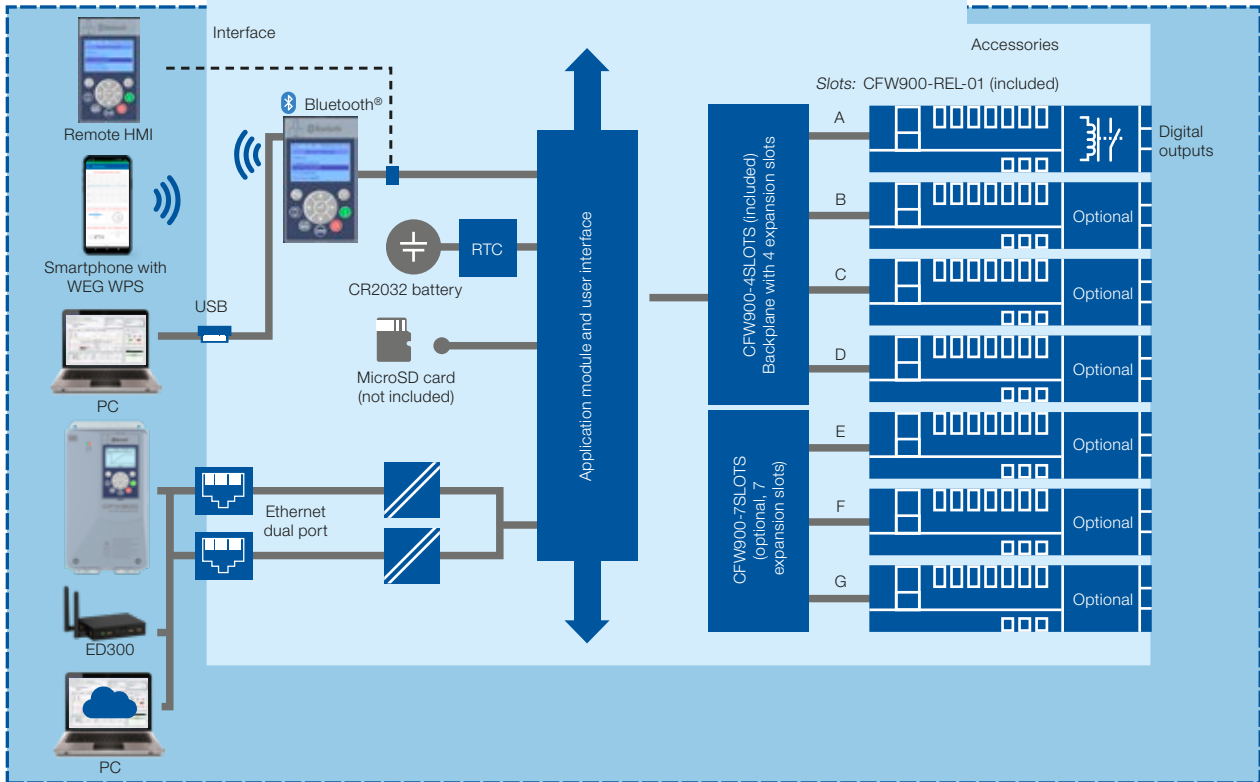 Interface
Accessories
Slots: CFW900-REL-01 (included)
Remote HMI
Bluetooth®
Smartphone with
WEG WPS
USB
PC
CR2032 battery
RTC
MicroSD card
(not included)
Ethernet
dual port
ED300
PC
Application module and user interface
CFW900-4SLOTS (included)
Backplane with 4 expansion slots
CFW900-7SLOTS
(optional, 7
expansion slots)
A
Digital
outputs
B
Optional
C
Optional
D
Optional
E
Optional
F
Optional
G
Optional